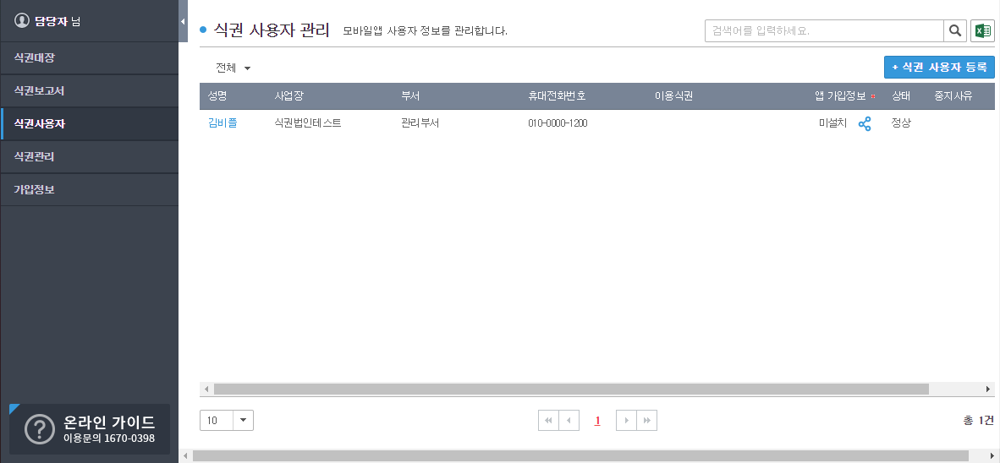 담당자 님
식권대장
식권보고서
식권사용자
식권관리
가입정보
온라인 가이드
이용문의 1670-0398
식권 사용자 관리 모바일앱 사용자 정보를 관리합니다.
검색어를 입력하세요.
전체
+ 식권 사용자 등록
성명 사업장 부서 휴대전화번호 이용식권 앱 가입정보 상태 중지사유
김비플 식권법인테스트 관리부서 010-0000-1200 미설치 정상
10 1 총 1건